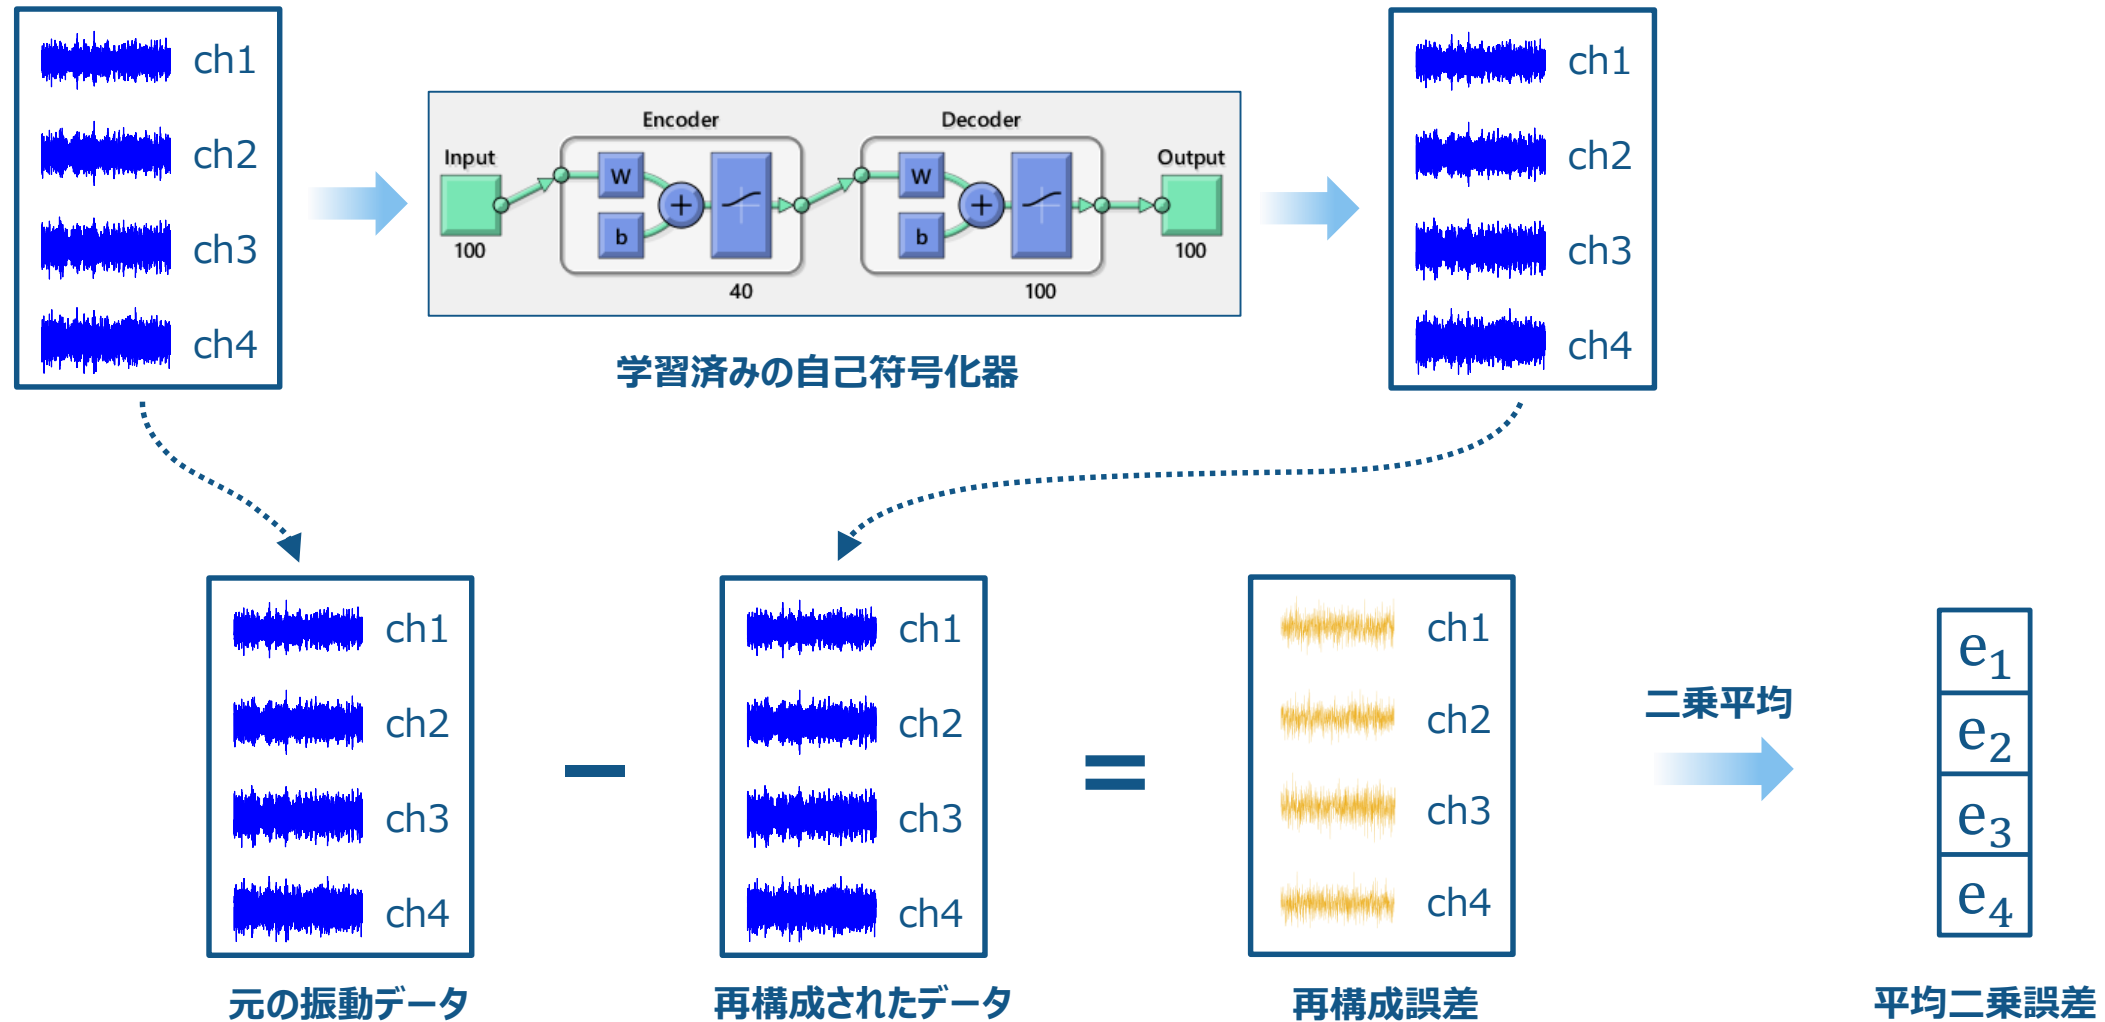 ch1
ch2
ch3
ch4
Encoder
Decoder
Input
Output
W
b
+
W
b
+
100
40
100
100
学習済みの自己符号化器
ch1
ch2
ch3
ch4
ch1
ch2
ch3
ch4
元の振動データ
−
ch1
ch2
ch3
ch4
再構成されたデータ
=
ch1
ch2
ch3
ch4
再構成誤差
二乗平均
e₁
e₂
e₃
e₄
平均二乗誤差